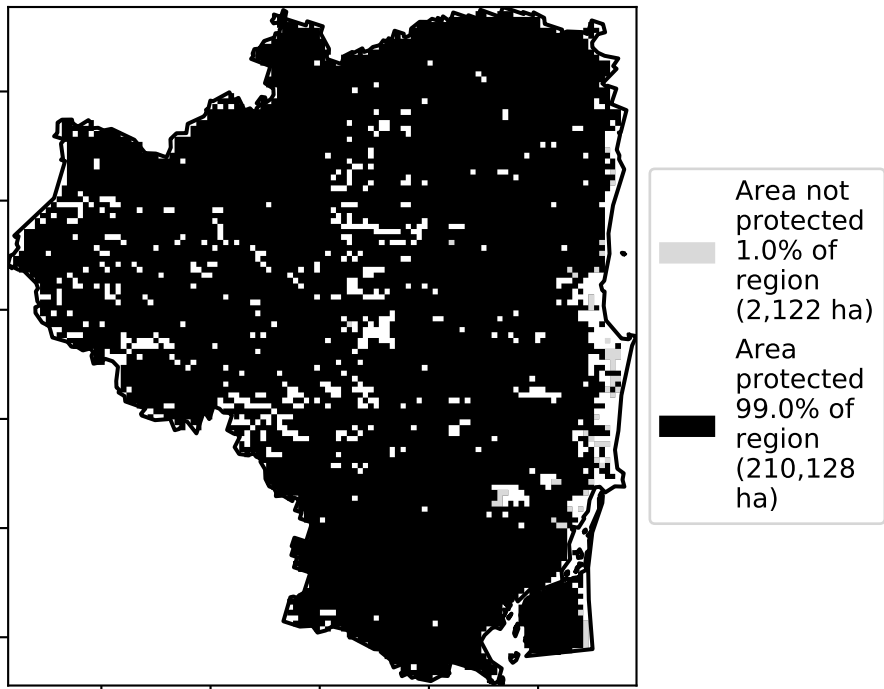 Area not
protected
1.0% of
region
(2,122 ha)
Area
protected
99.0% of
region
(210,128
ha)